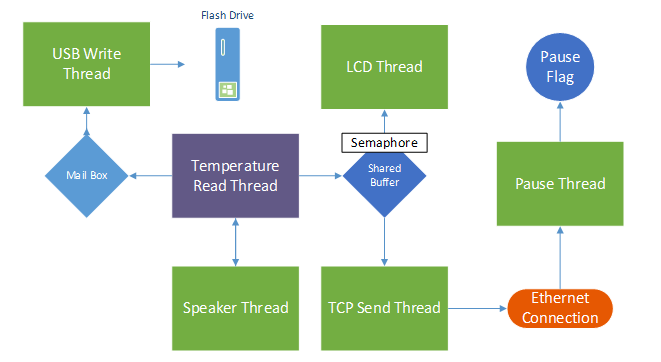 Flash Drive
USB Write
Thread
LCD Thread
Pause
Flag
Semaphore
Mail Box
Temperature
Read Thread
Shared
Buffer
Pause Thread
Speaker Thread
TCP Send Thread
Ethernet
Connection